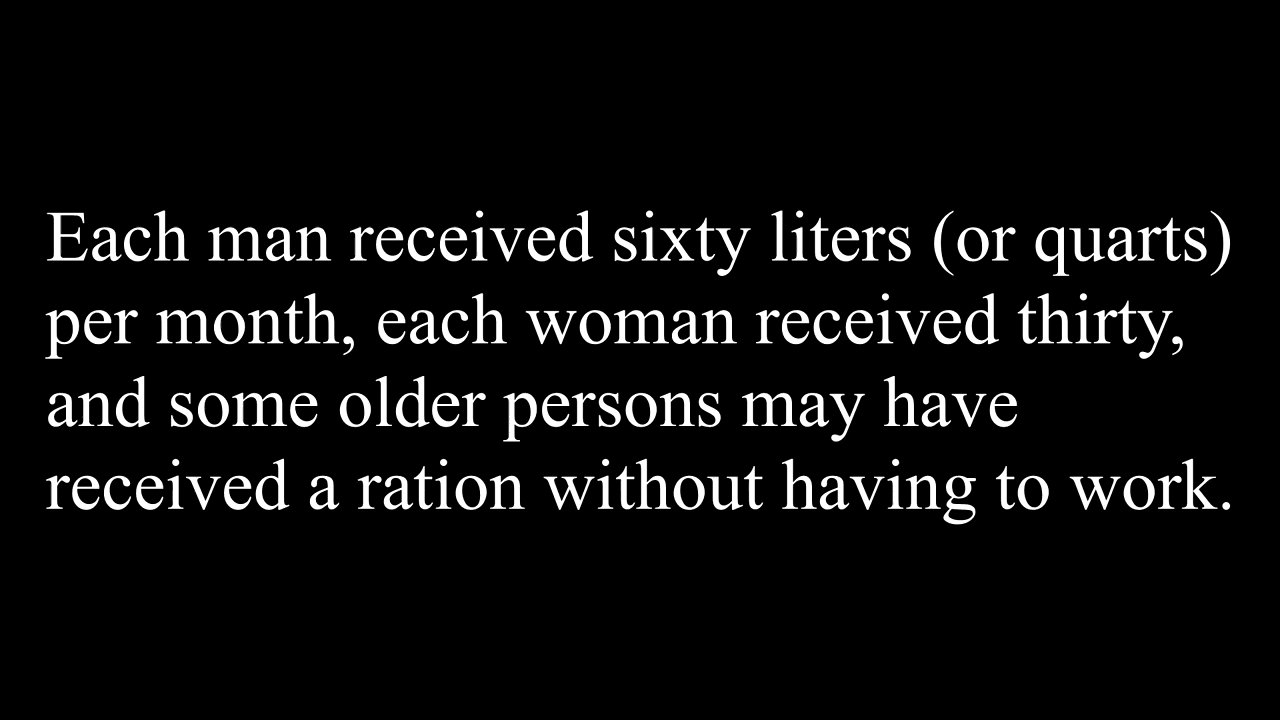 Each man received sixty liters (or quarts)
per month, each woman received thirty,
and some older persons may have
received a ration without having to work.